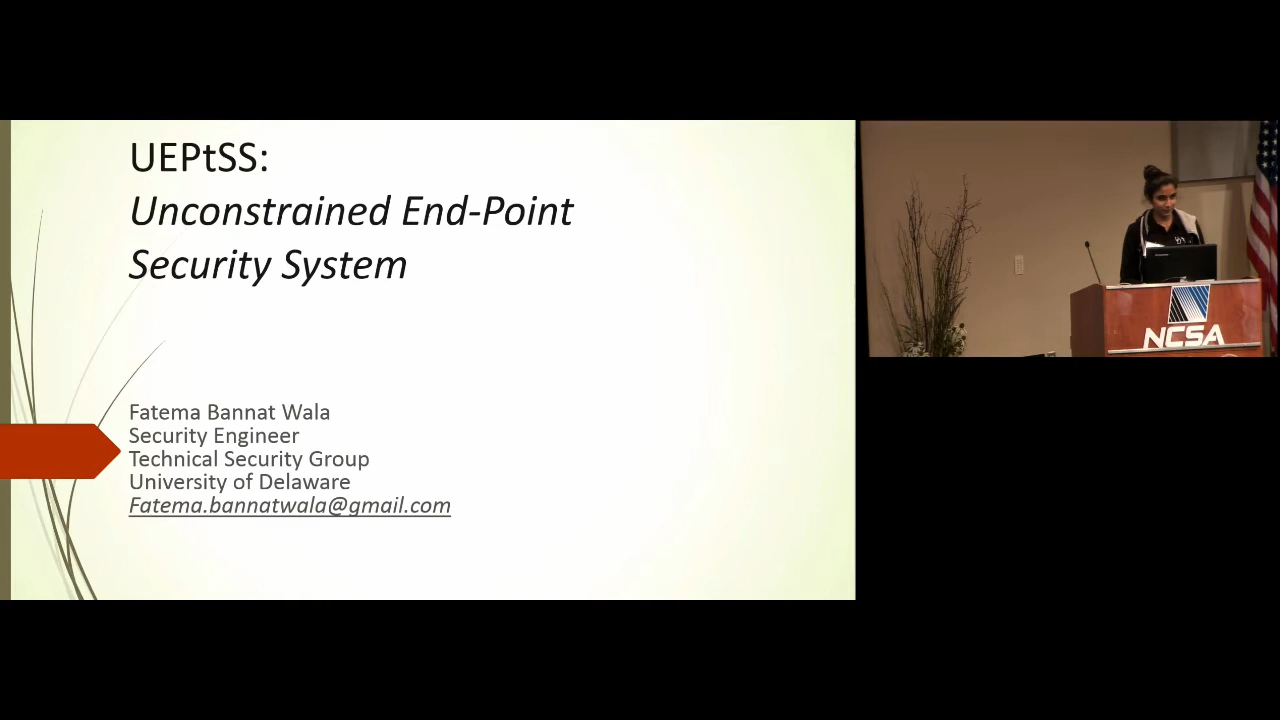 UEPtSS:
Unconstrained End-Point
Security System
Fatema Bannat Wala
Security Engineer
Technical Security Group
University of Delaware
Fatema.bannatwala@gmail.com
NCSA